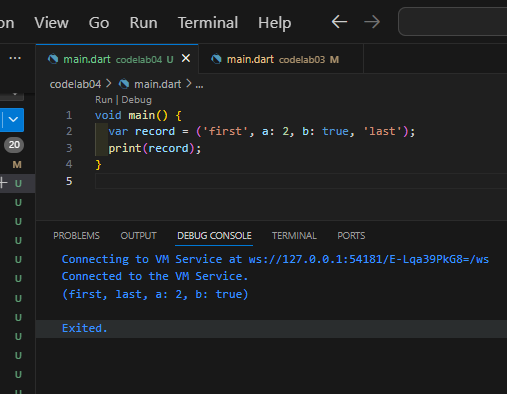 on View Go Run Terminal Help
main.dart codelab04 U main.dart codelab03 M
codelab04 > main.dart > ...
Run | Debug
1 void main() {
2 var record = ('first', a: 2, b: true, 'last');
3 print(record);
4 }
5
20
M
U
U
U
U
U
U
U
U
U
U
U
U
PROBLEMS OUTPUT DEBUG CONSOLE TERMINAL PORTS
Connecting to VM Service at ws://127.0.0.1:54181/E-Lqa39PkG8=/ws
Connected to the VM Service.
(first, last, a: 2, b: true)
Exited.